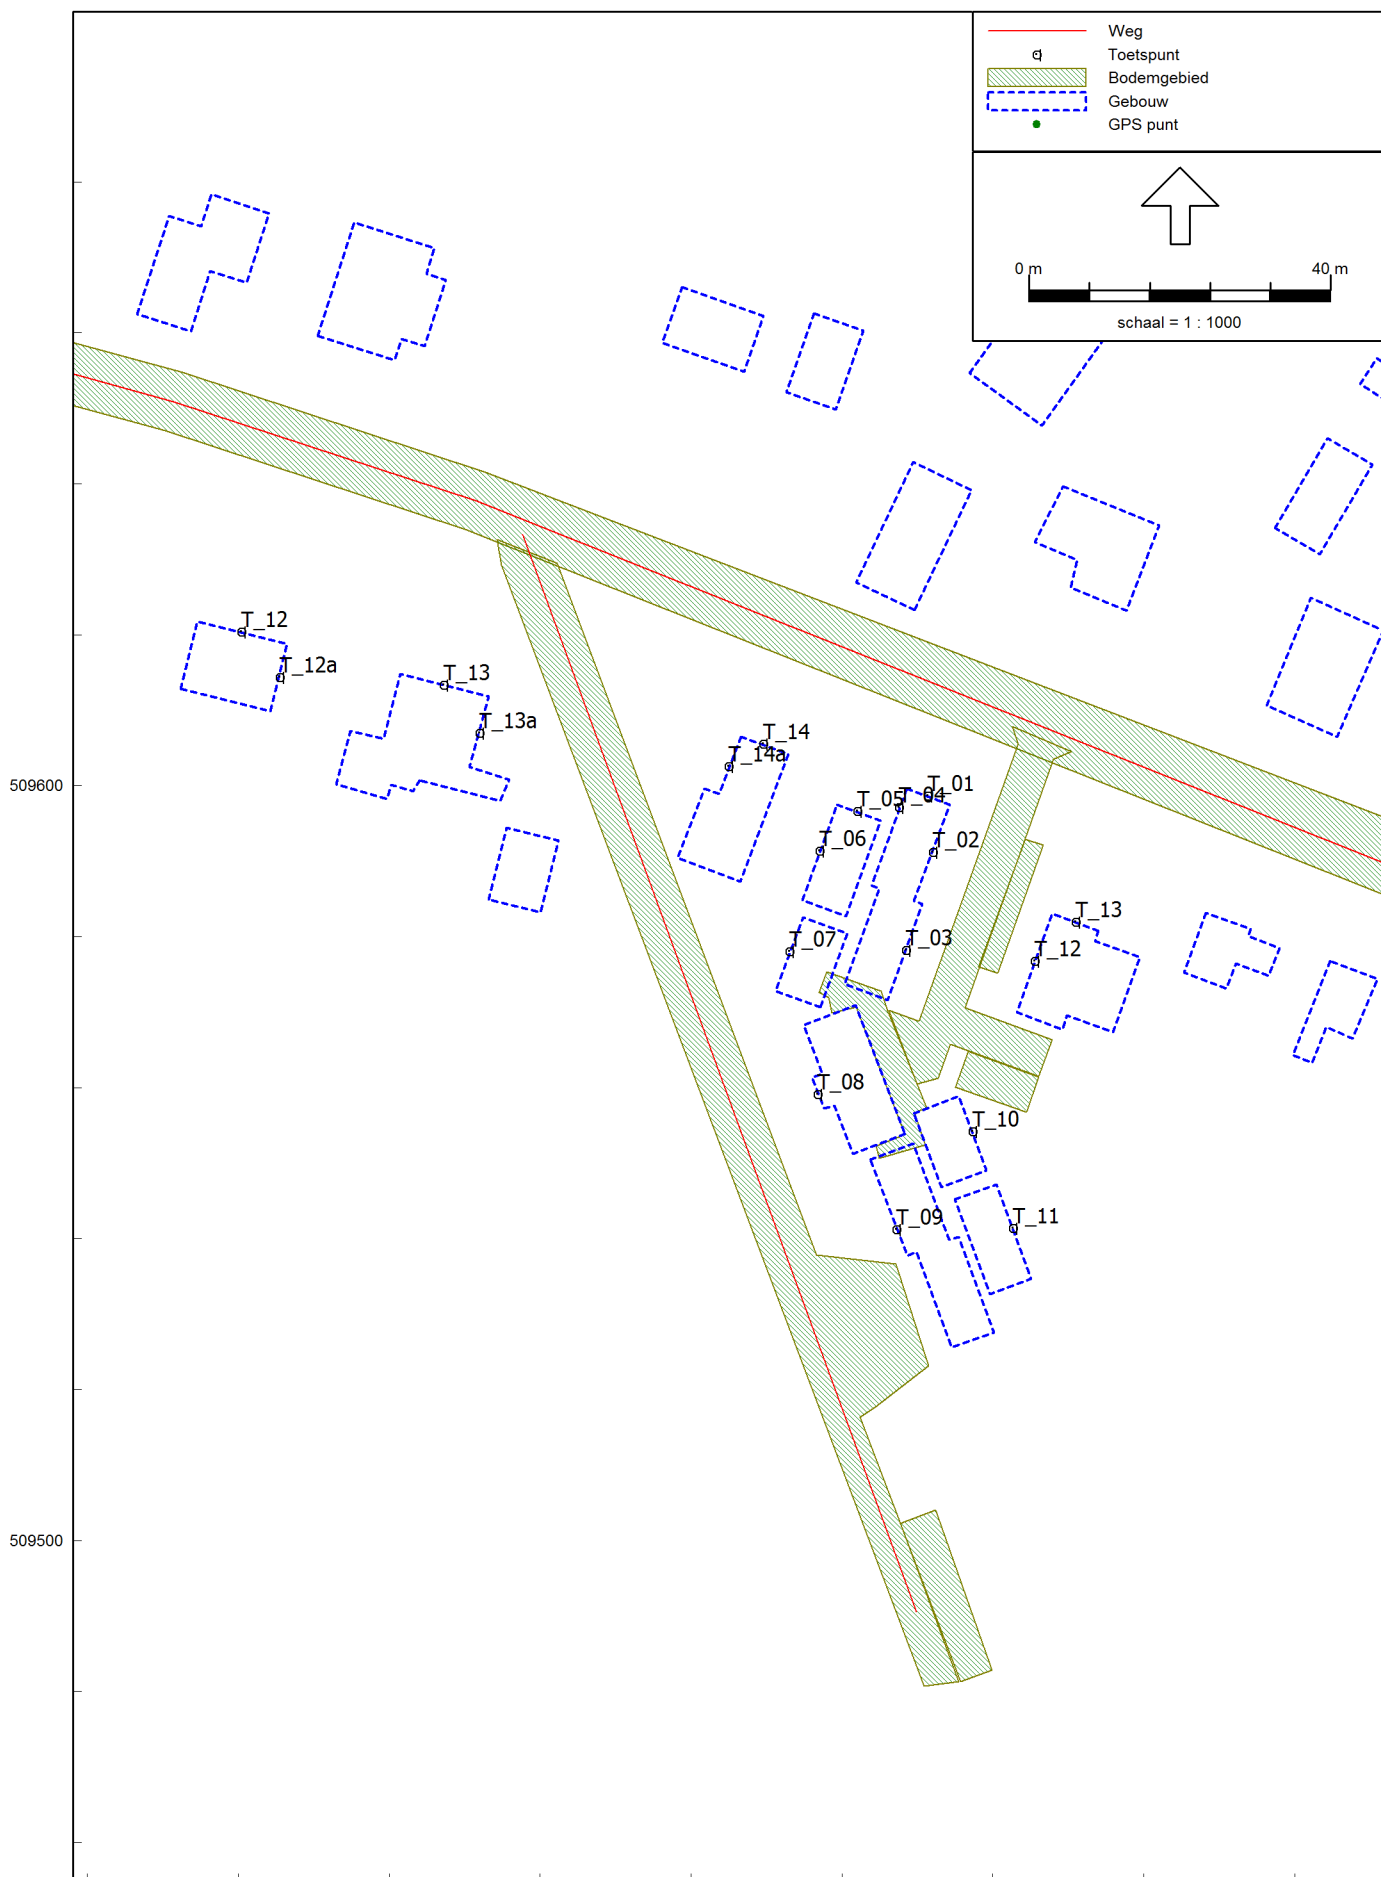 Weg
Toetspunt
Bodemgebied
Gebouw
GPS punt
0 m 40 m
schaal = 1 : 1000
T_12
T_12a
T_13
T_13a
T_14
T_14a
T_01
T_04
T_05
T_02
T_06
509600
T_13
T_03
T_07
T_12
T_08
T_10
T_09
T_11
509500